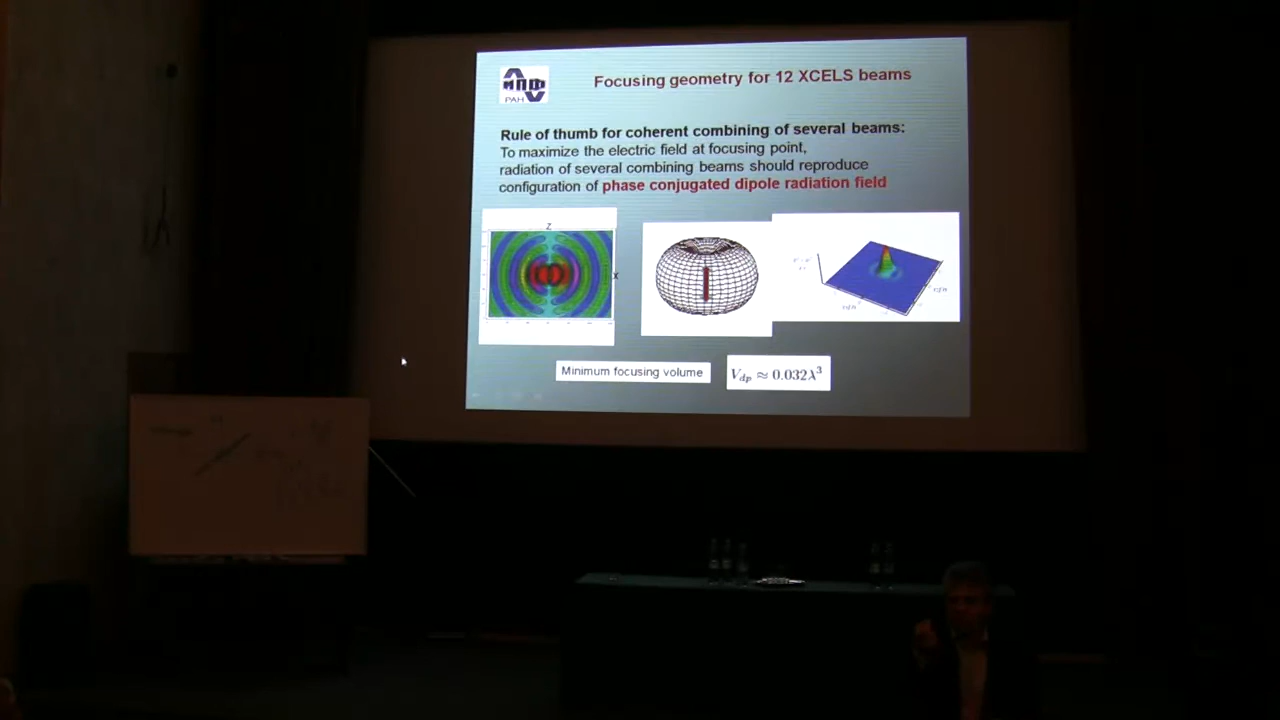 ИПФ
РАН
Focusing geometry for 12 XCELS beams
Rule of thumb for coherent combining of several beams:
To maximize the electric field at focusing point,
radiation of several combining beams should reproduce
configuration of phase conjugated dipole radiation field
Z
X
Minimum focusing volume
V_dp ≈ 0.032λ³